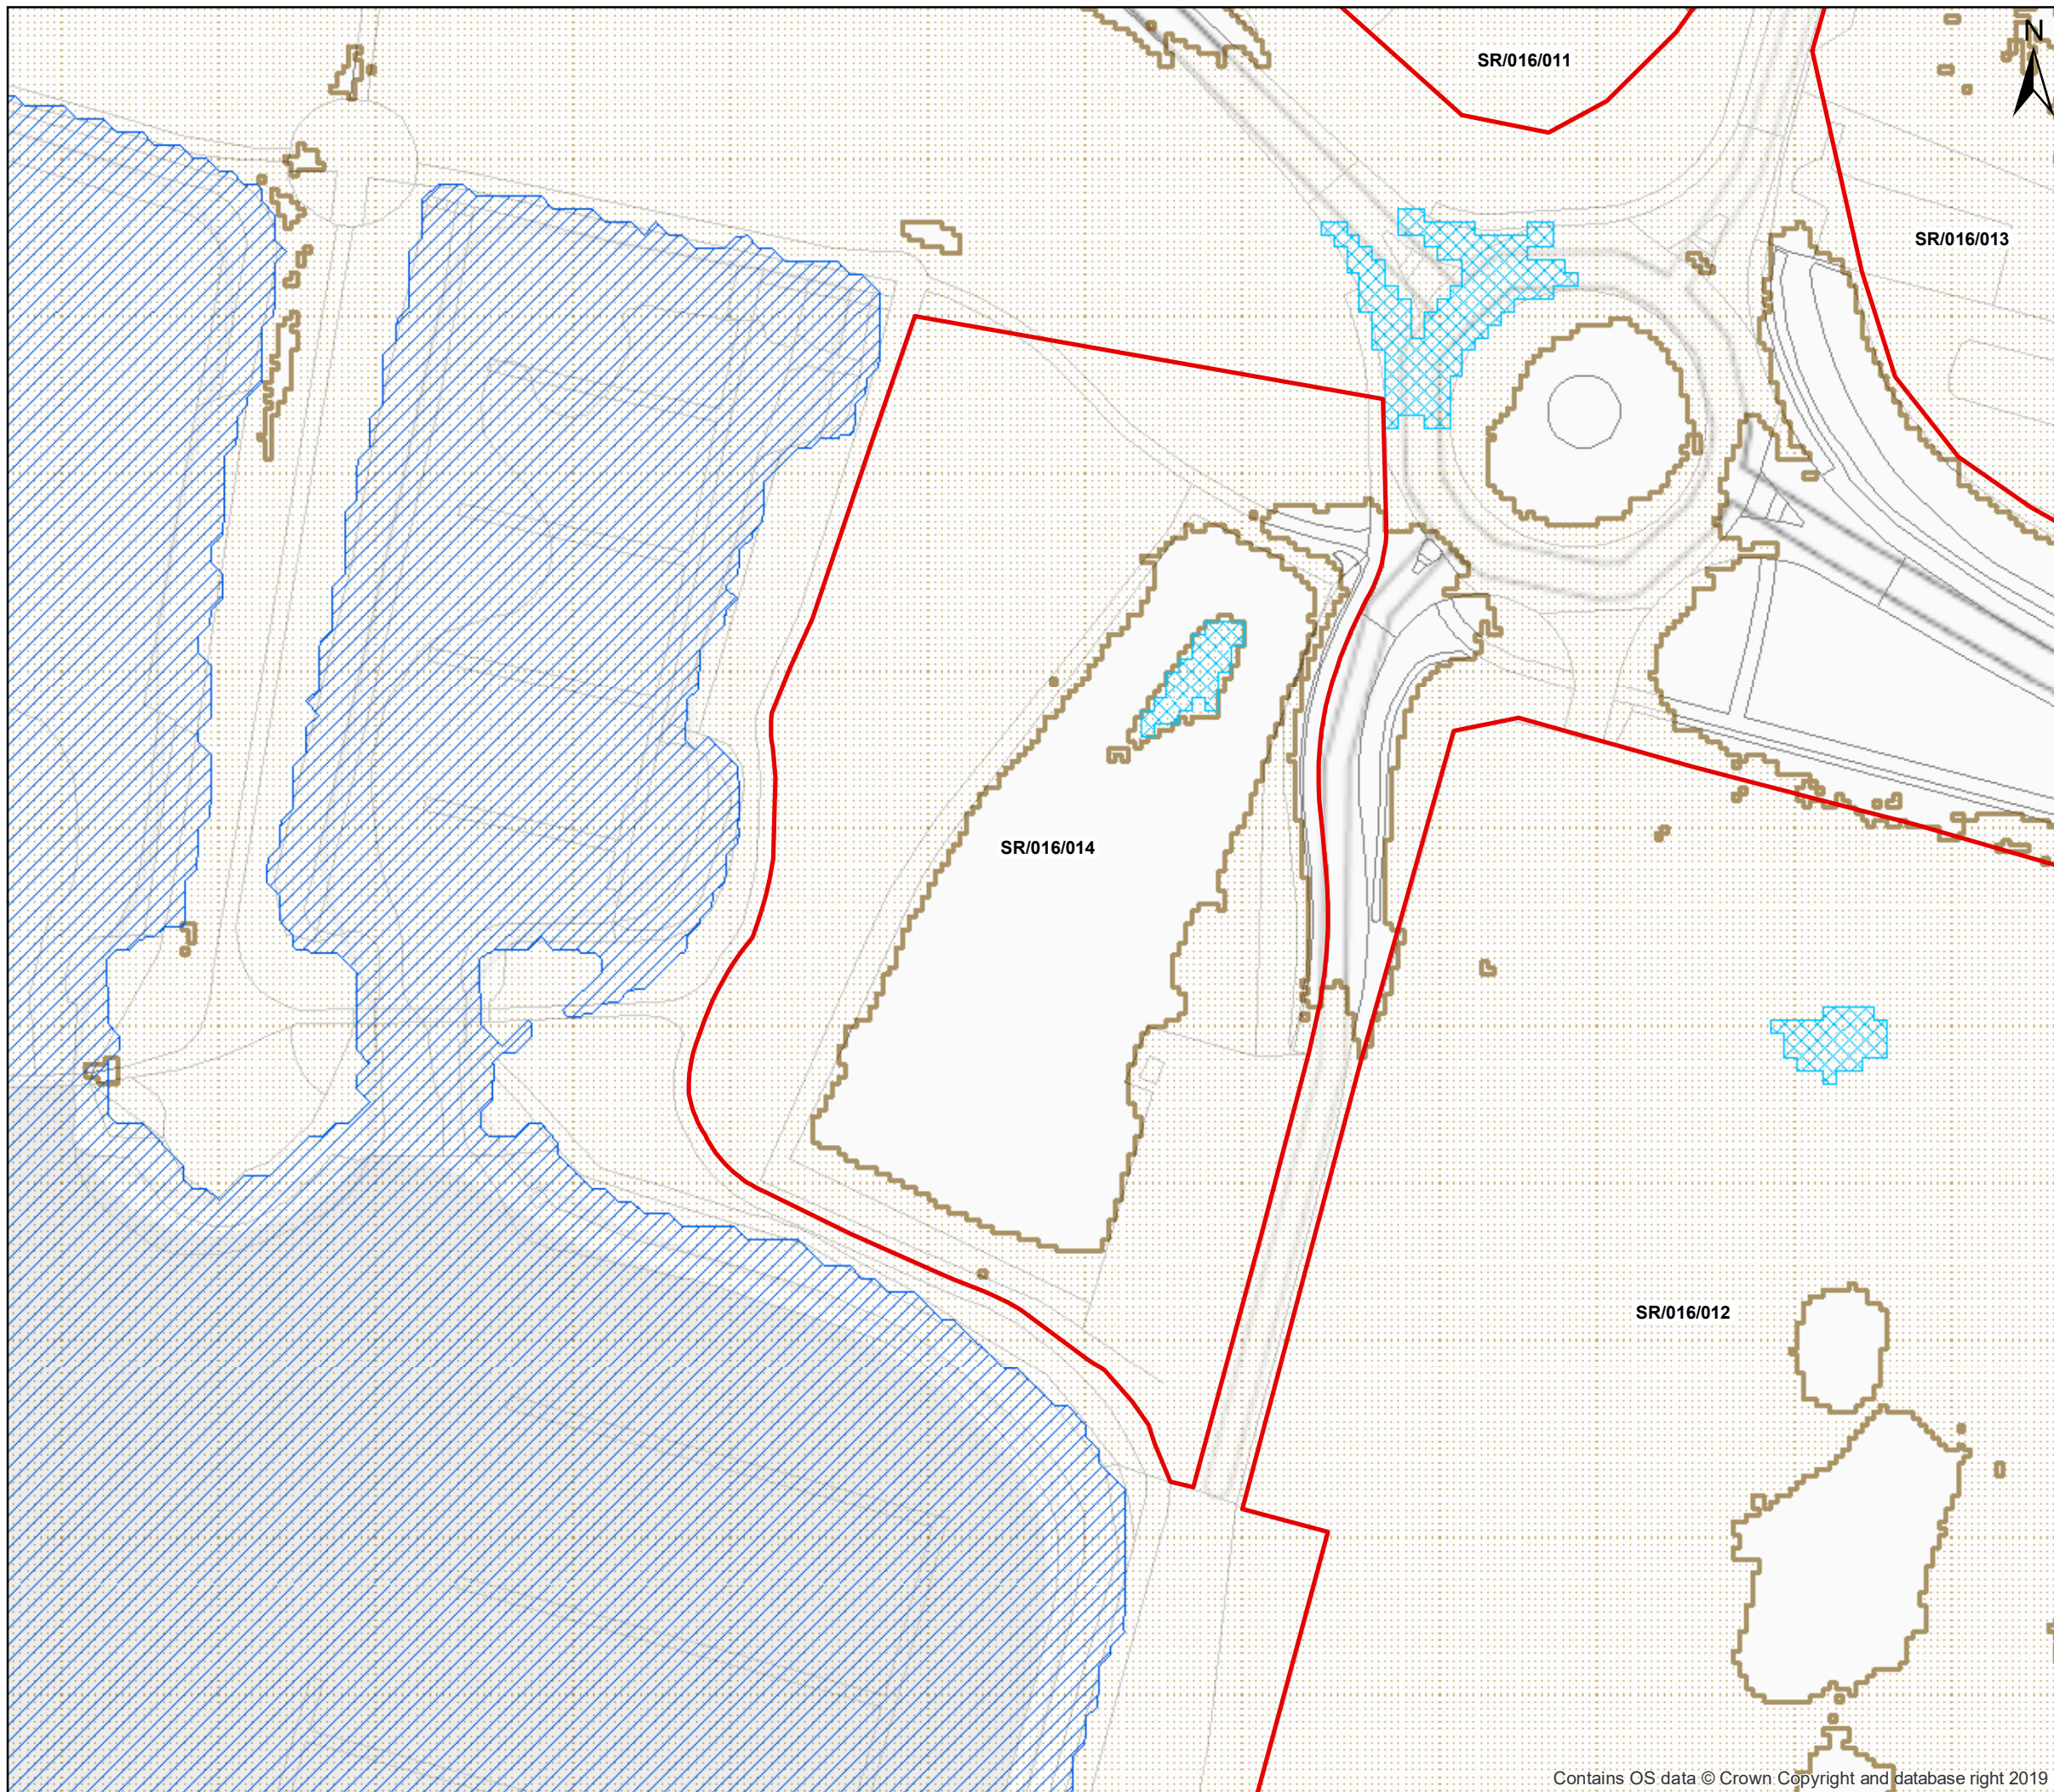 SR/016/011
N
SR/016/013
SR/016/014
SR/016/012
Contains OS data © Crown Copyright and database right 2019